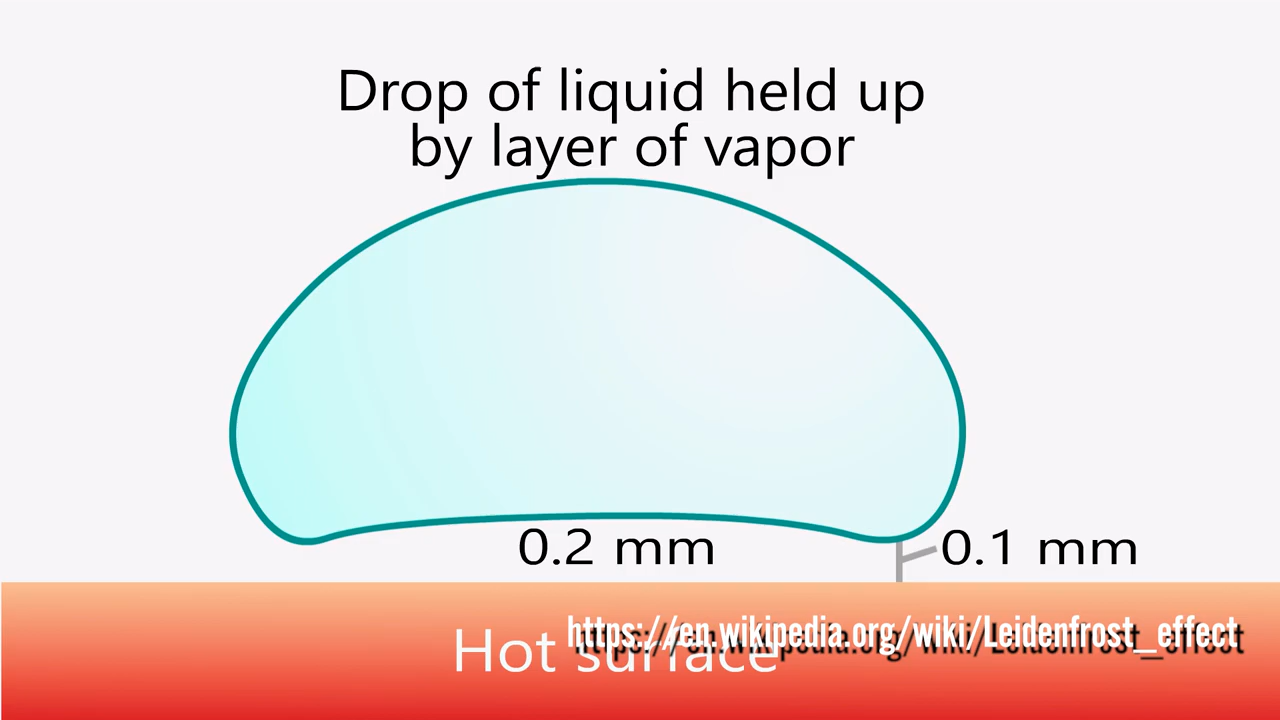 Drop of liquid held up
by layer of vapor
0.2 mm
0.1 mm
https://en.wikipedia.org/wiki/Leidenfrost_effect
Hot surface